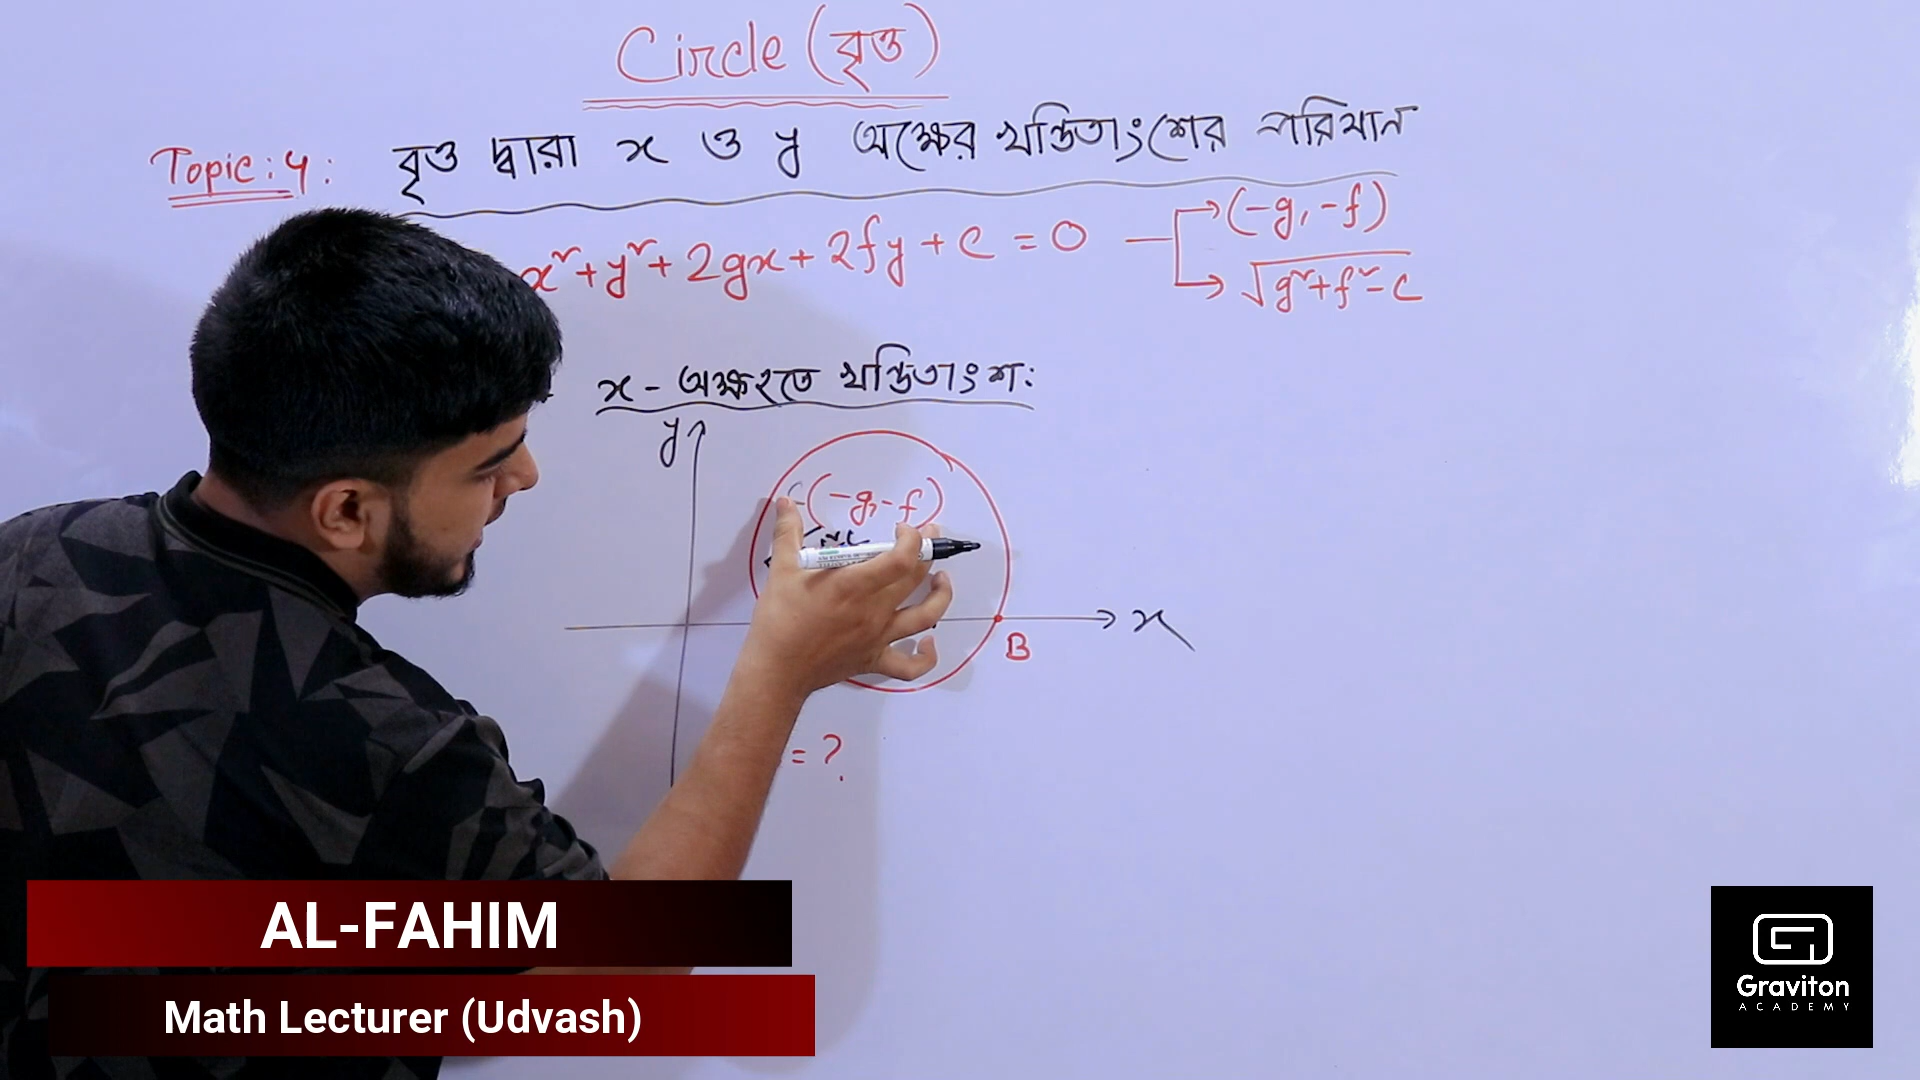 Circle (বৃত্ত)
Topic: 4: বৃত্ত দ্বারা x ও y অক্ষের খন্ডিতাংশের পরিমান
x²+y²+2gx+2fy+c=0
(-g, -f)
√g²+f²-c
x- অক্ষ হতে খন্ডিতাংশ:
y
(-g, -f)
x
B
= ?
AL-FAHIM
Math Lecturer (Udvash)
Graviton
ACADEMY